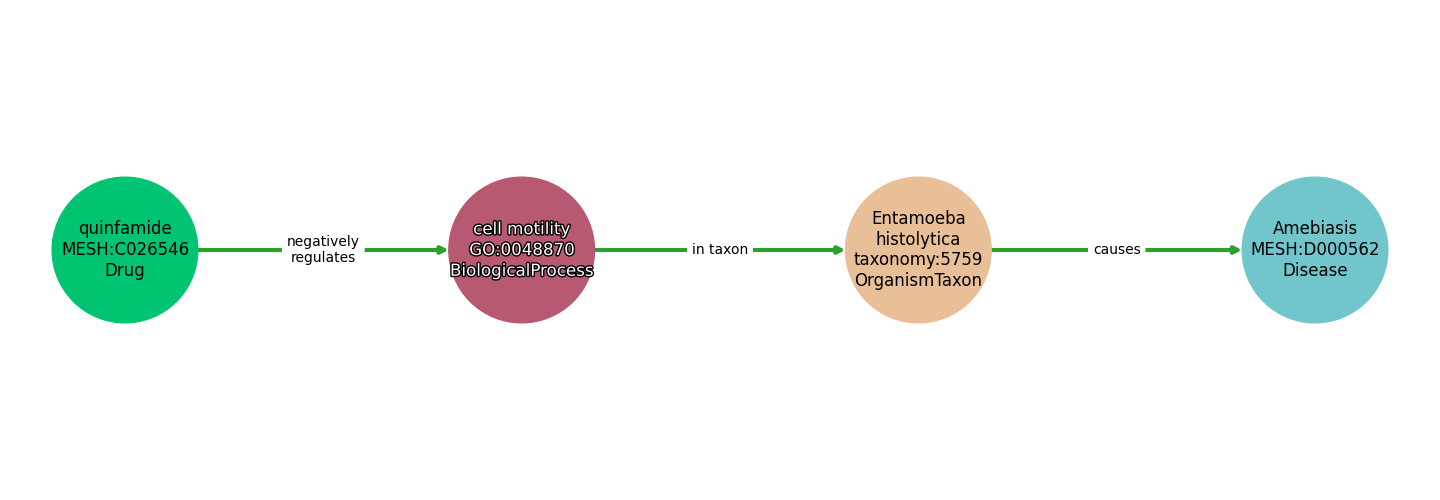 quinfamide
MESH:C026546
Drug
negatively
regulates
cell motility
GO:0048870
BiologicalProcess
in taxon
Entamoeba
histolytica
taxonomy:5759
OrganismTaxon
causes
Amebiasis
MESH:D000562
Disease